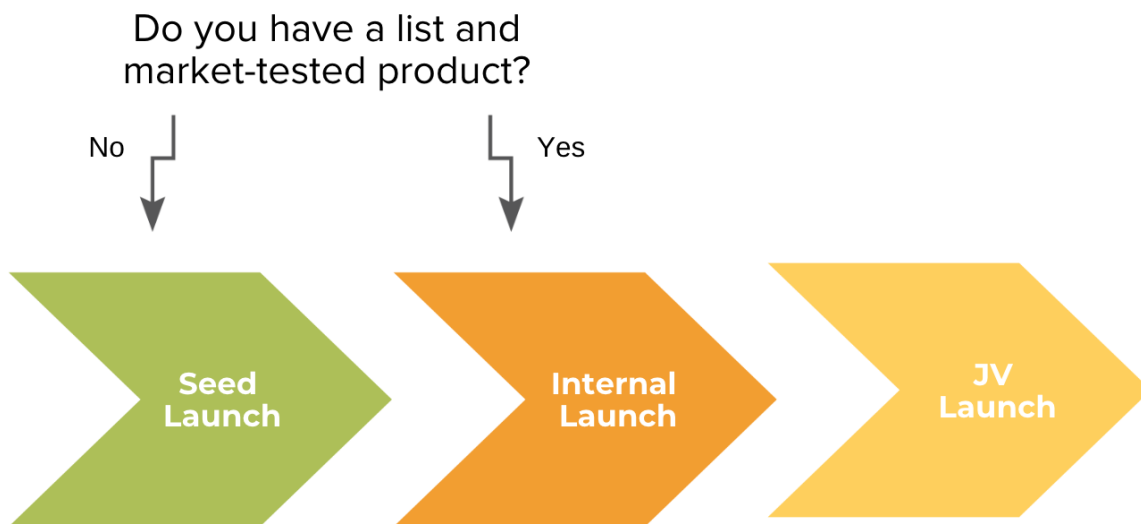 Do you have a list and
market-tested product?
No
Yes
Seed
Launch
Internal
Launch
JV
Launch